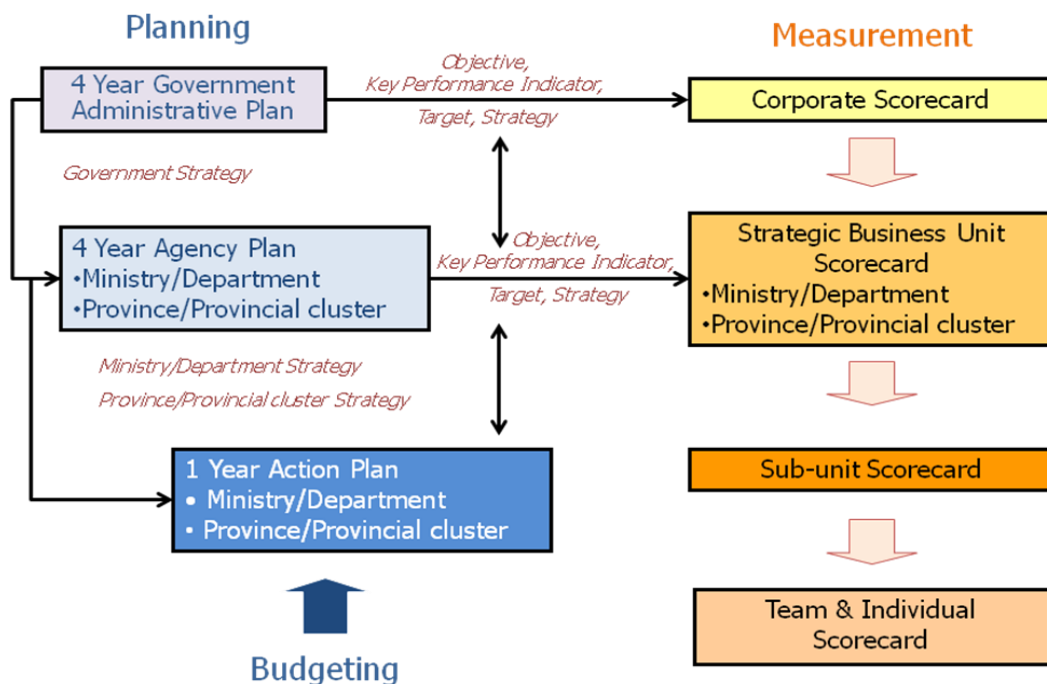 Planning
Measurement
4 Year Government
Administrative Plan
Objective,
Key Performance Indicator,
Target, Strategy
Corporate Scorecard
Government Strategy
4 Year Agency Plan
•Ministry/Department
•Province/Provincial cluster
Objective,
Key Performance Indicator,
Target, Strategy
Strategic Business Unit
Scorecard
•Ministry/Department
•Province/Provincial cluster
Ministry/Department Strategy
Province/Provincial cluster Strategy
1 Year Action Plan
• Ministry/Department
• Province/Provincial cluster
Sub-unit Scorecard
Team & Individual
Scorecard
Budgeting